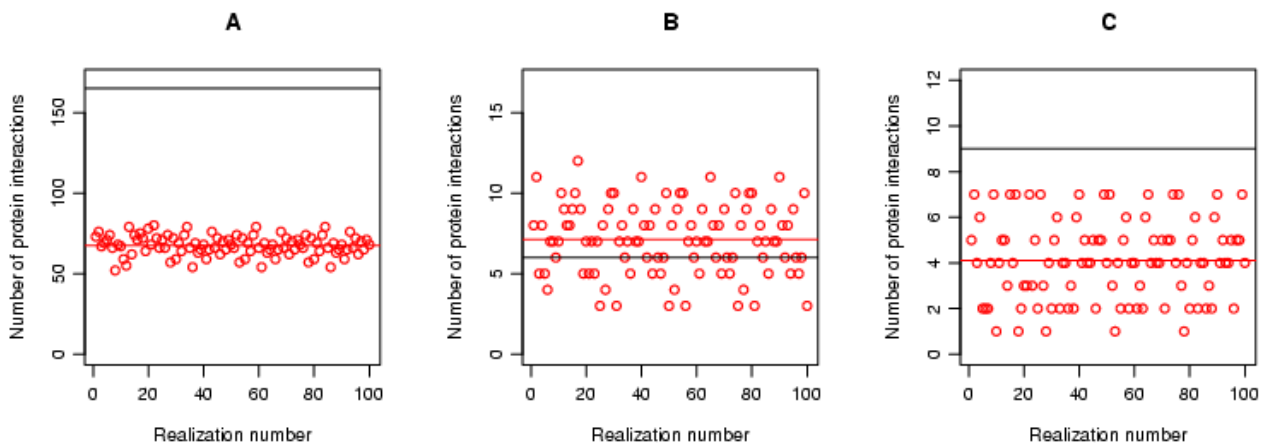 A
Number of protein interactions
0 50 100 150
0 20 40 60 80 100
Realization number
B
Number of protein interactions
0 5 10 15
0 20 40 60 80 100
Realization number
C
Number of protein interactions
0 2 4 6 8 10 12
0 20 40 60 80 100
Realization number